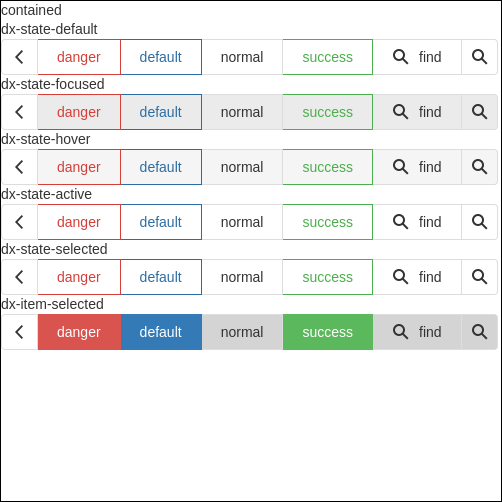 contained
dx-state-default
danger default normal success find
dx-state-focused
danger default normal success find
dx-state-hover
danger default normal success find
dx-state-active
danger default normal success find
dx-state-selected
danger default normal success find
dx-item-selected
danger default normal success find